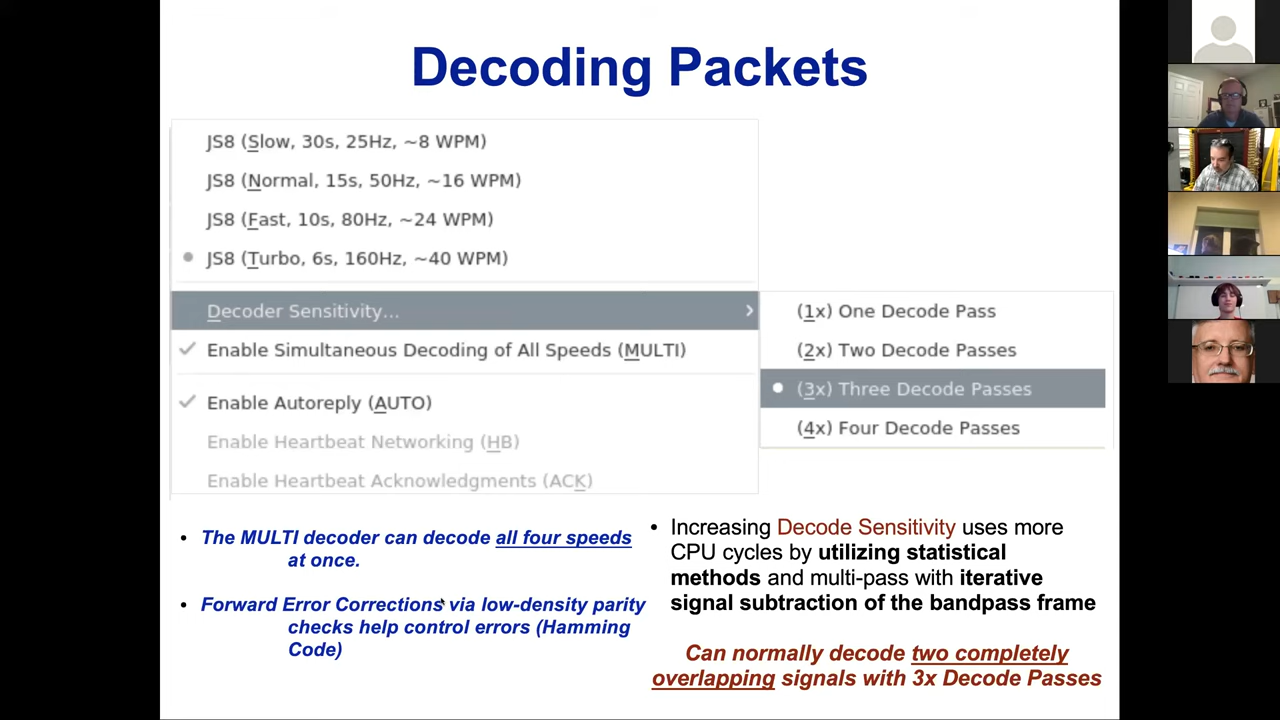 Decoding Packets
JS8 (Slow, 30s, 25Hz, ~8 WPM)
JS8 (Normal, 15s, 50Hz, ~16 WPM)
JS8 (Fast, 10s, 80Hz, ~24 WPM)
JS8 (Turbo, 6s, 160Hz, ~40 WPM)
Decoder Sensitivity...
Enable Simultaneous Decoding of All Speeds (MULTI)
Enable Autoreply (AUTO)
Enable Heartbeat Networking (HB)
Enable Heartbeat Acknowledgments (ACK)
(1x) One Decode Pass
(2x) Two Decode Passes
(3x) Three Decode Passes
(4x) Four Decode Passes
• The MULTI decoder can decode all four speeds
at once.
• Forward Error Corrections via low-density parity
checks help control errors (Hamming
Code)
• Increasing Decode Sensitivity uses more
CPU cycles by utilizing statistical
methods and multi-pass with iterative
signal subtraction of the bandpass frame
Can normally decode two completely
overlapping signals with 3x Decode Passes